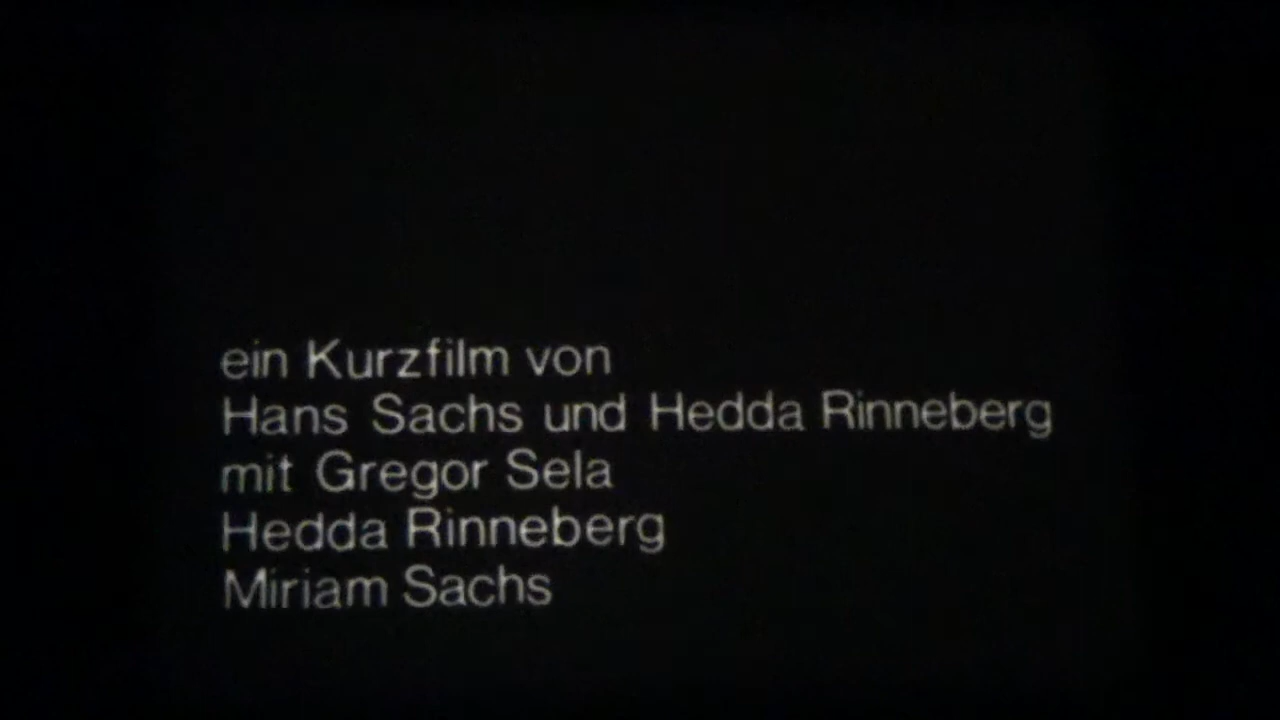 ein Kurzfilm von
Hans Sachs und Hedda Rinneberg
mit Gregor Sela
Hedda Rinneberg
Miriam Sachs